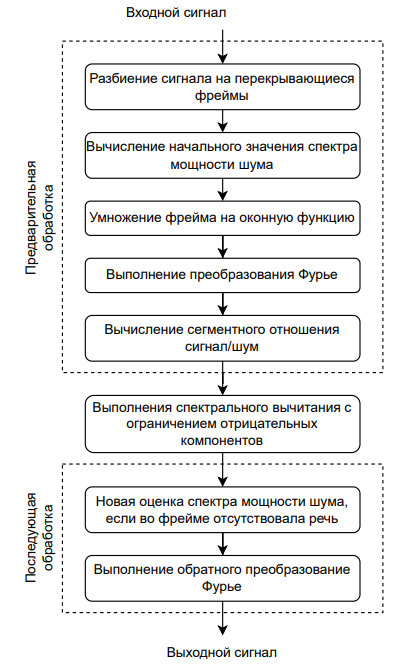 Входной сигнал
Разбиение сигнала на перекрывающиеся
фреймы
Вычисление начального значения спектра
мощности шума
Умножение фрейма на оконную функцию
Выполнение преобразования Фурье
Вычисление сегментного отношения
сигнал/шум
Предварительная
обработка
Выполнения спектрального вычитания с
ограничением отрицательных
компонентов
Новая оценка спектра мощности шума,
если во фрейме отсутствовала речь
Выполнение обратного преобразование
Фурье
Последующая
обработка
Выходной сигнал